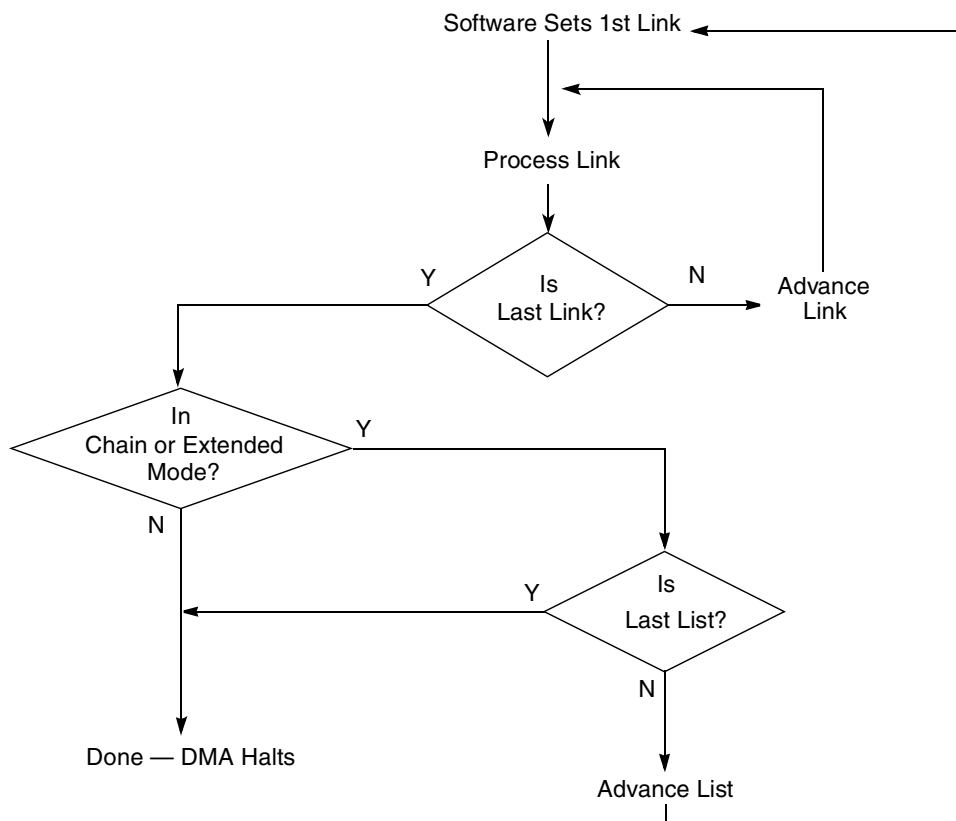 Software Sets 1st Link
Process Link
Y
Is
Last Link?
N
Advance
Link
In
Chain or Extended
Mode?
Y
N
Y
Is
Last List?
N
Done — DMA Halts
Advance List